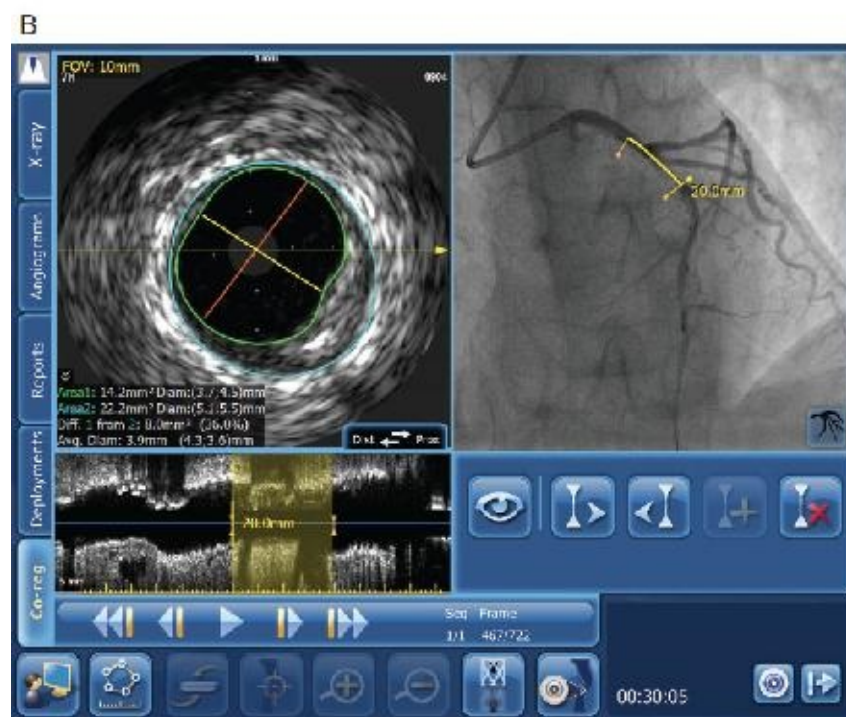 B
FOV: 10mm
X-ray
Angiograms
Reports
Deployments
Co-reg
Area1: 14.2mm² Diam:(3.7/4.5)mm
Area2: 22.2mm² Diam:(5.1/5.5)mm
Diff. 1 from 2: 8.0mm² (36.0%)
Avg. Diam: 3.9mm (4.3/3.6)mm
Dist Prox
20.0mm
20.0mm
5 mm
Seq Frame
1/1 467/722
00:30:05